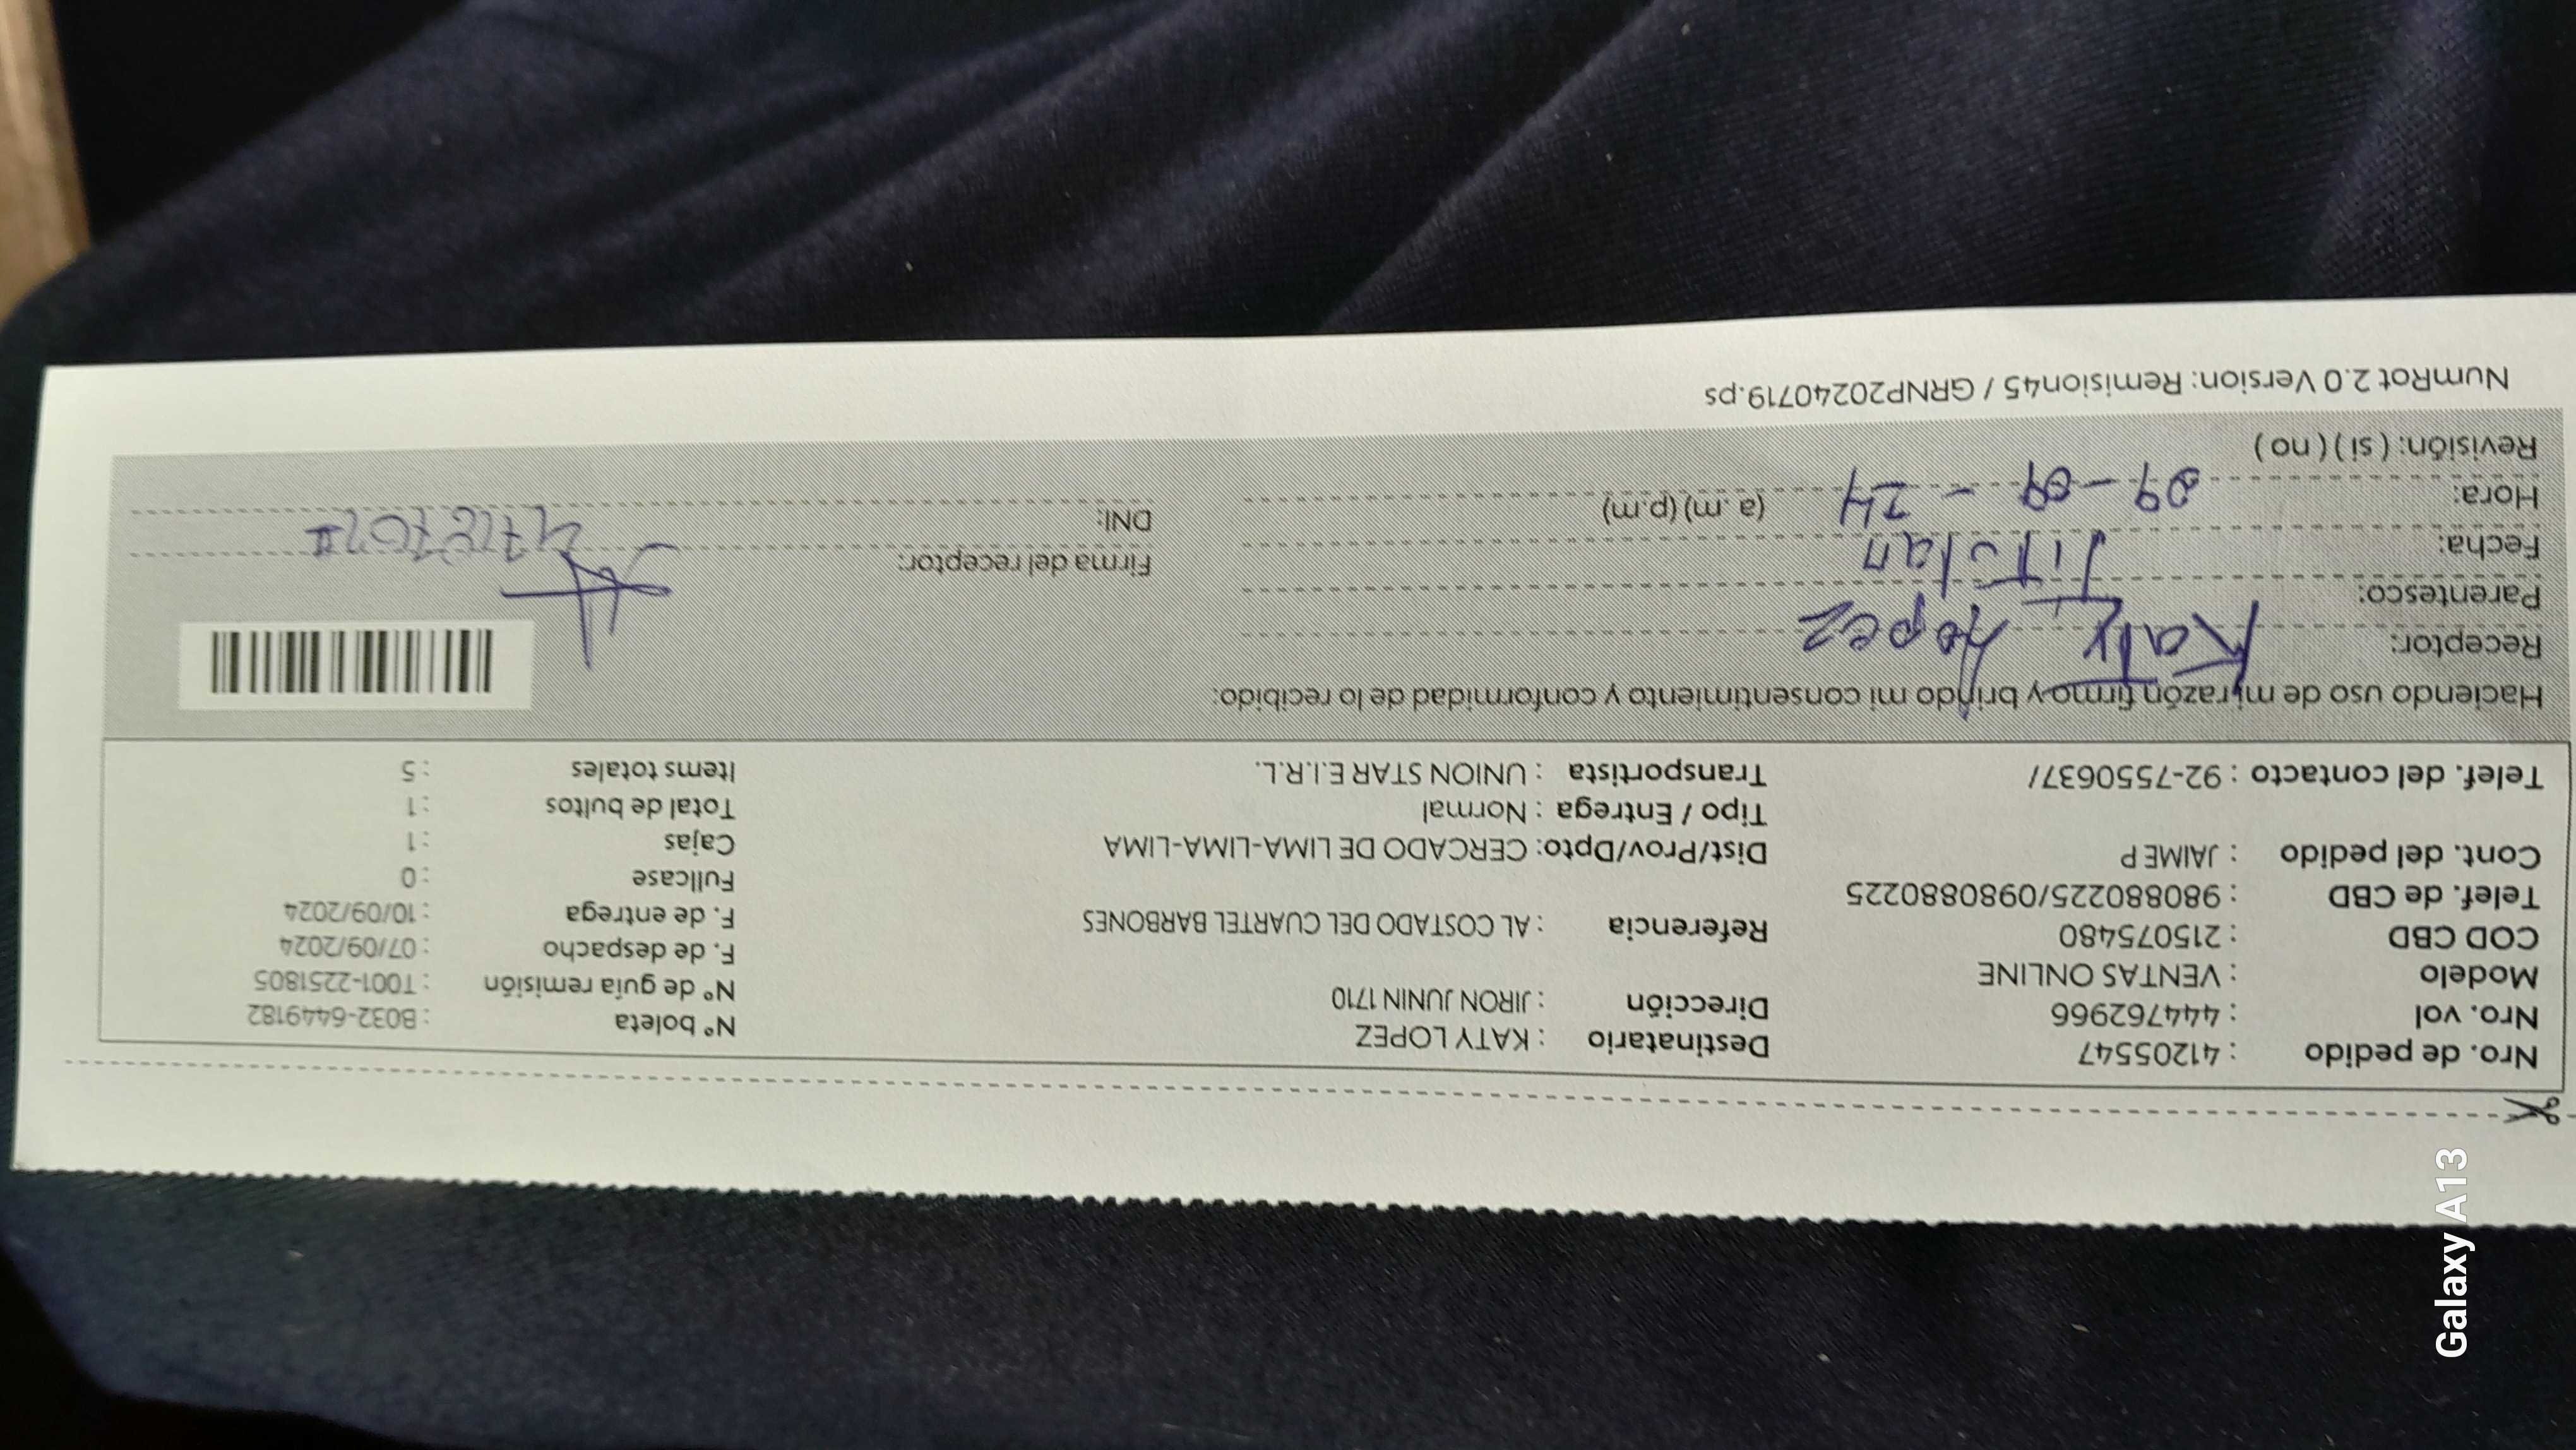 Nro. de pedido : 41205547 Destinatario : KATY LOPEZ N° boleta : B032-6449182
Nro. vol : 444762966 Dirección : JIRON JUNIN 1710 N° de guía remisión : T001-2251805
Modelo : VENTAS ONLINE F. de despacho : 07/09/2024
COD CBD : 215075480 Referencia : AL COSTADO DEL CUARTEL BARBONES F. de entrega : 10/09/2024
Telef. de CBD : 980880225/0980880225 Fullcase : 0
Cont. del pedido : JAIME P Dist/Prov/Dpto: CERCADO DE LIMA-LIMA-LIMA Cajas : 1
Tipo / Entrega : Normal Total de bultos : 1
Telef. del contacto : 92-7550637/ Transportista : UNION STAR E.I.R.L. Items totales : 5
Haciendo uso de mi razón firmo y brindo mi consentimiento y conformidad de lo recibido:
Receptor: Katy Lopez
Parentesco: Titular Firma del receptor:
Fecha: 09-09-24 DNI:
Hora: (a.m) (p.m)
Revisión: ( si ) ( no )
NumRot 2.0 Version: Remision45 / GRNP20240719.ps
Galaxy A13